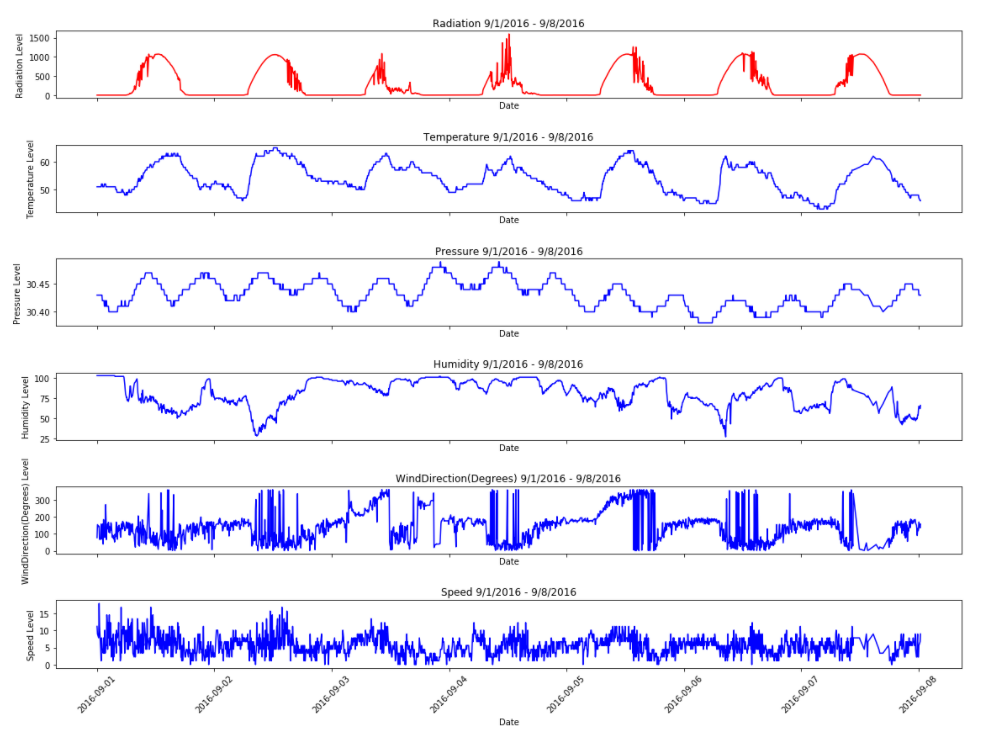 Radiation 9/1/2016 - 9/8/2016
Radiation Level
1500
1000
500
0
Date
Temperature 9/1/2016 - 9/8/2016
Temperature Level
60
50
Date
Pressure 9/1/2016 - 9/8/2016
Pressure Level
30.45
30.40
Date
Humidity 9/1/2016 - 9/8/2016
Humidity Level
100
75
50
25
Date
WindDirection(Degrees) 9/1/2016 - 9/8/2016
WindDirection(Degrees) Level
300
200
100
0
Date
Speed 9/1/2016 - 9/8/2016
Speed Level
15
10
5
0
2016-09-01 2016-09-02 2016-09-03 2016-09-04 2016-09-05 2016-09-06 2016-09-07 2016-09-08
Date